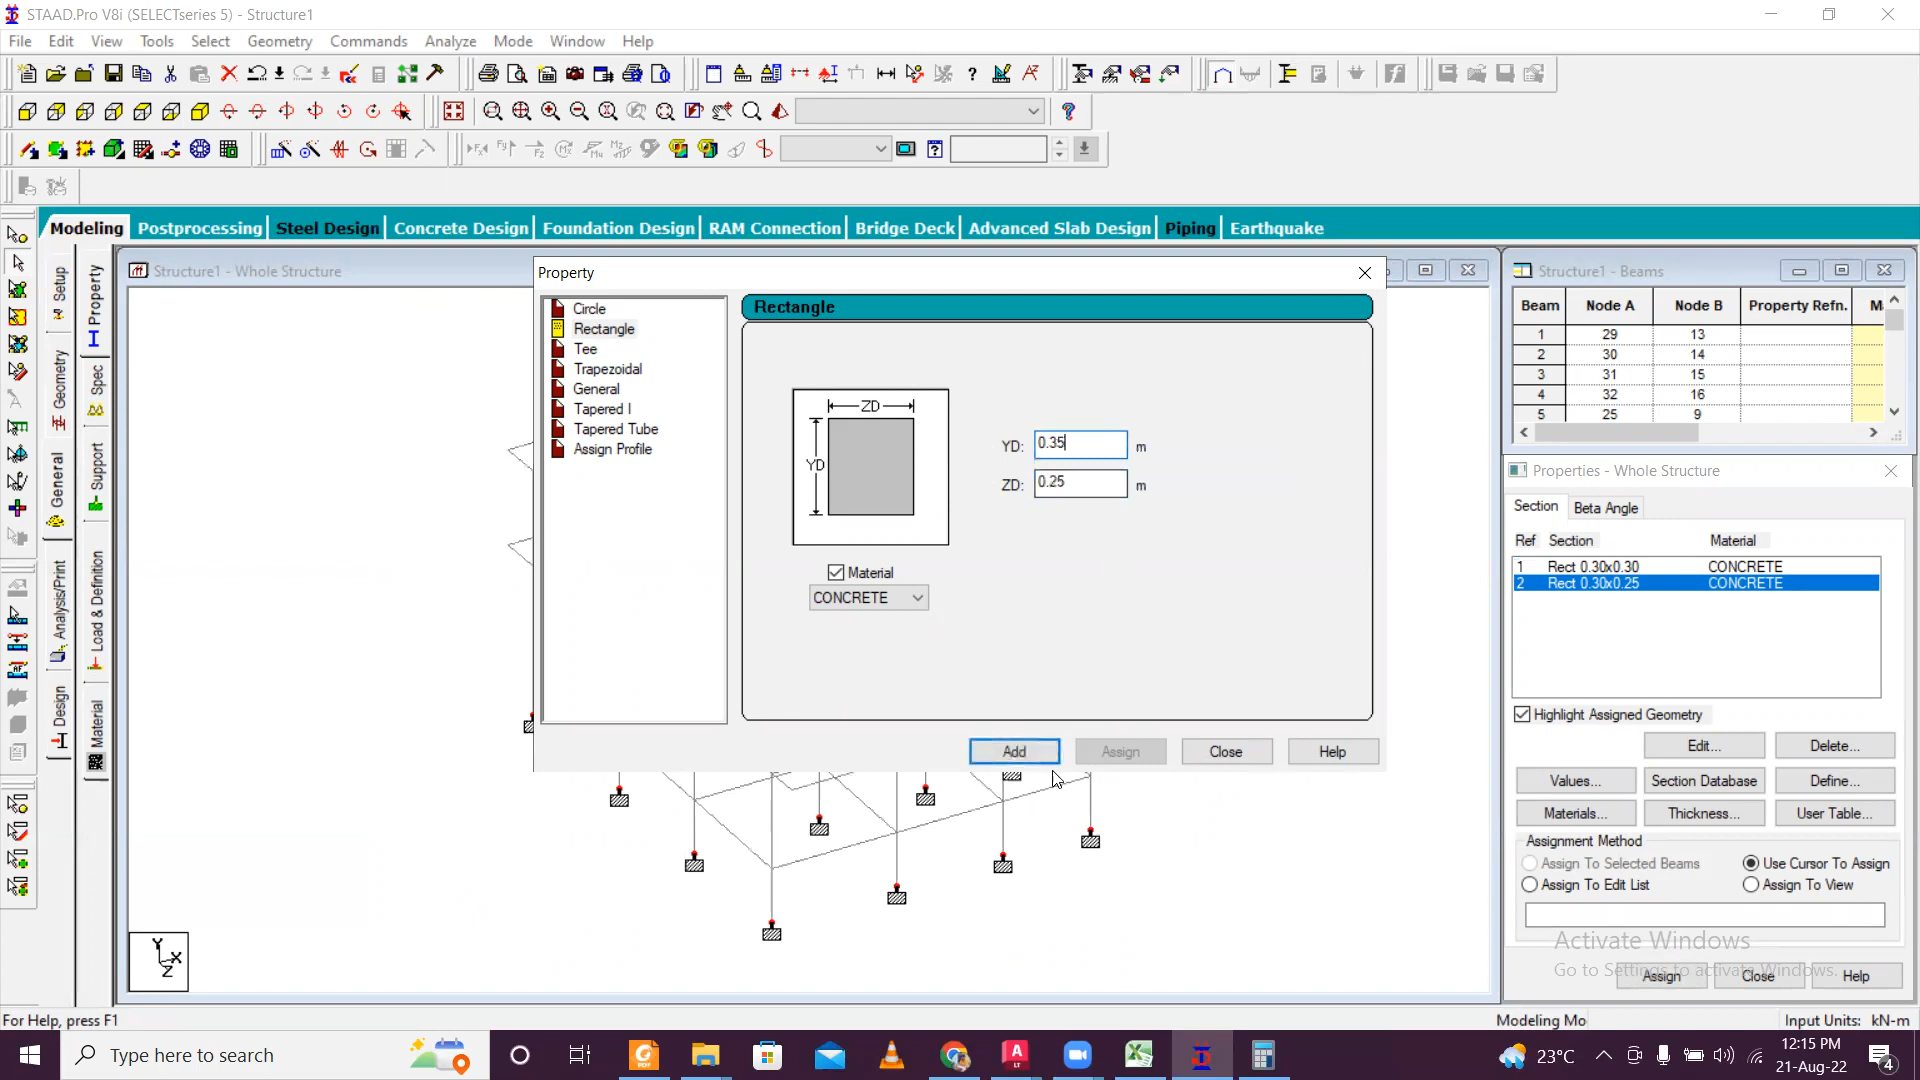 STAAD.Pro V8i (SELECTseries 5) - Structure1
File Edit View Tools Select Geometry Commands Analyze Mode Window Help
Modeling Postprocessing Steel Design Concrete Design Foundation Design RAM Connection Bridge Deck Advanced Slab Design Piping Earthquake
Setup
Geometry
General
Analysis/Print
Design
Property
Spec
Support
Load & Definition
Material
Structure1 - Whole Structure
Property
Circle
Rectangle
Tee
Trapezoidal
General
Tapered I
Tapered Tube
Assign Profile
Rectangle
ZD
YD
YD: 0.35 m
ZD: 0.25 m
Material
CONCRETE
Add Assign Close Help
Y
X
Z
Structure1 - Beams
Beam Node A Node B Property Refn. M
1 29 13
2 30 14
3 31 15
4 32 16
5 25 9
Properties - Whole Structure
Section Beta Angle
Ref Section Material
1 Rect 0.30x0.30 CONCRETE
2 Rect 0.30x0.25 CONCRETE
Highlight Assigned Geometry
Edit... Delete...
Values... Section Database Define...
Materials... Thickness... User Table...
Assignment Method
Assign To Selected Beams Use Cursor To Assign
Assign To Edit List Assign To View
Activate Windows
Go to Settings to activate Windows.
Assign Close Help
For Help, press F1
Modeling Mo
Input Units: kN-m
Type here to search
23°C
12:15 PM
21-Aug-22
4